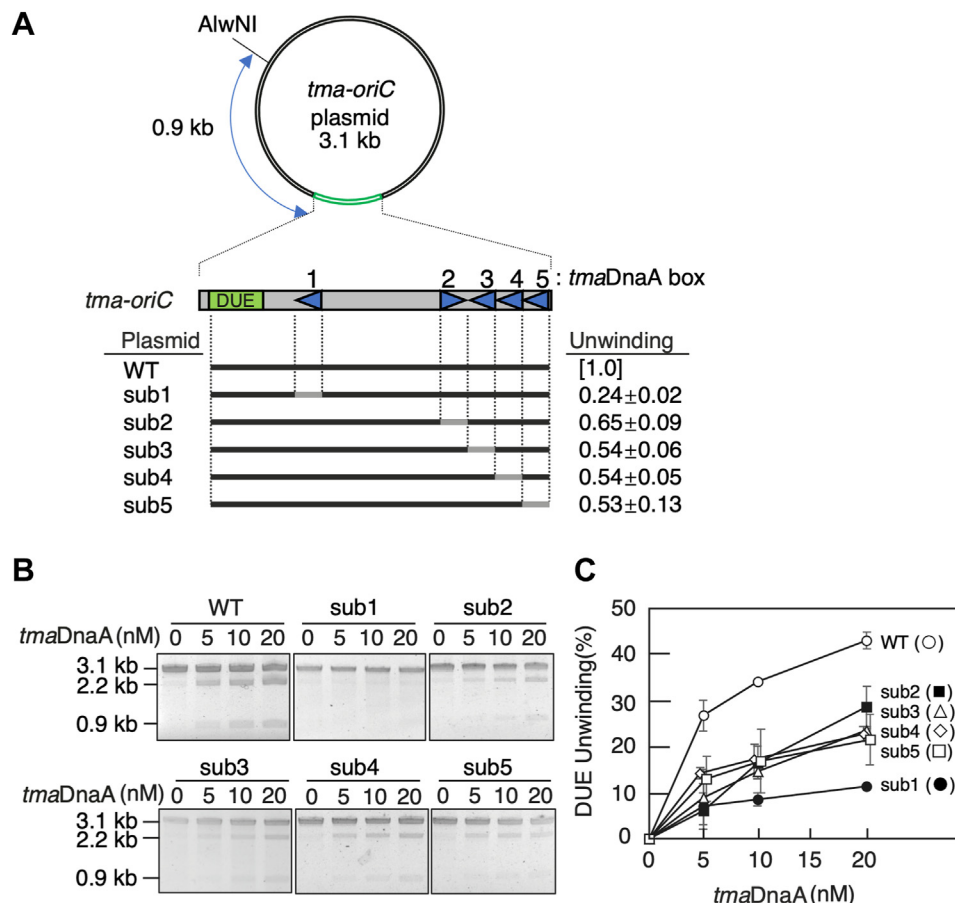 A
AlwNI
tma-oriC
plasmid
3.1 kb
0.9 kb
1 2 3 4 5 : tmaDnaA box
tma-oriC DUE
Plasmid Unwinding
WT [1.0]
sub1 0.24±0.02
sub2 0.65±0.09
sub3 0.54±0.06
sub4 0.54±0.05
sub5 0.53±0.13
B
WT sub1 sub2
tmaDnaA (nM) 0 5 10 20 0 5 10 20 0 5 10 20
3.1 kb
2.2 kb
0.9 kb
sub3 sub4 sub5
tmaDnaA (nM) 0 5 10 20 0 5 10 20 0 5 10 20
3.1 kb
2.2 kb
0.9 kb
C
DUE Unwinding(%)
50
40
30
20
10
0
WT (○)
sub2 (■)
sub3 (△)
sub4 (◇)
sub5 (□)
sub1 (●)
0 5 10 15 20
tmaDnaA (nM)